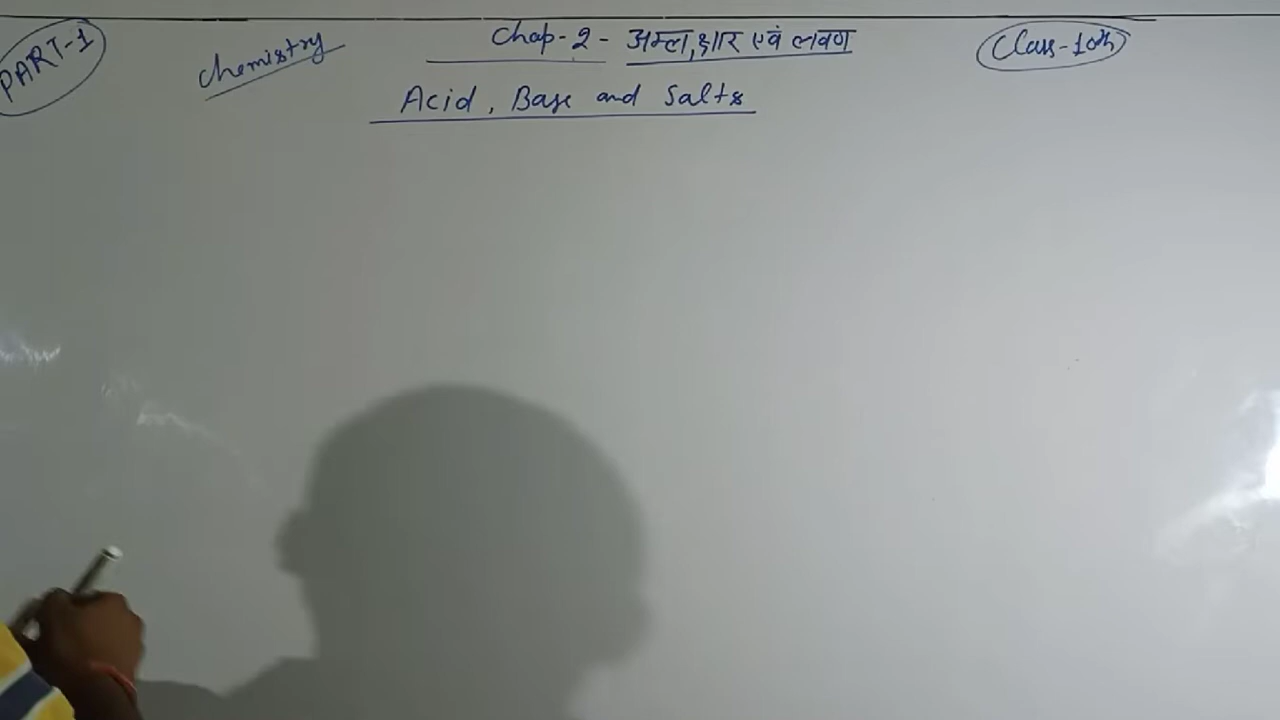 PART-1
Chemistry
Chap-2- अम्ल,क्षार एवं लवण
Class-10th
Acid, Base and Salts